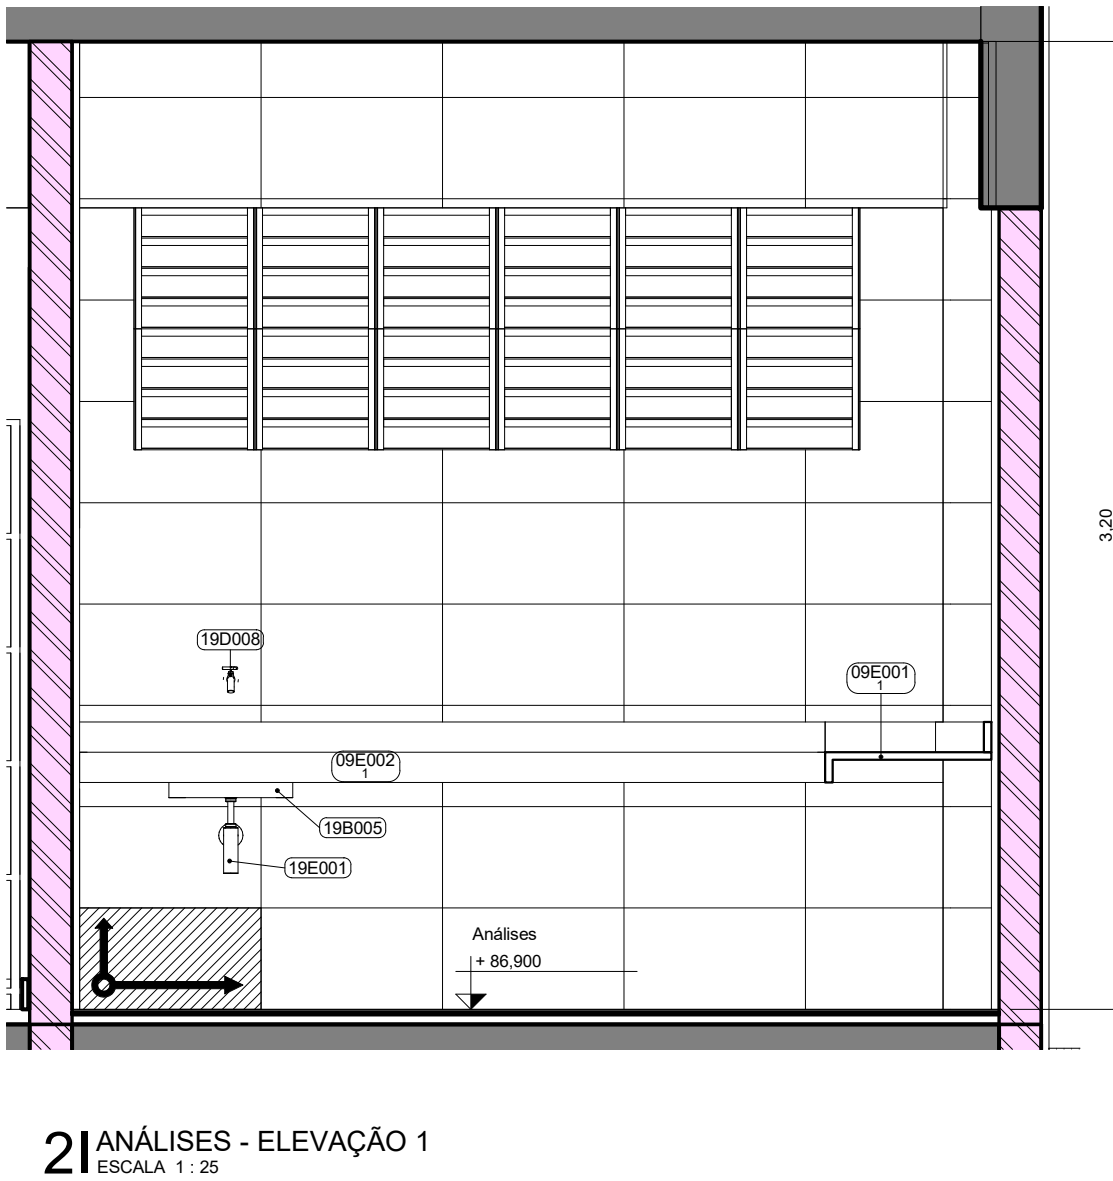 3,20
19D008
09E001
1
09E002
1
19B005
19E001
Análises
+ 86,900
2 ANÁLISES - ELEVAÇÃO 1
ESCALA 1 : 25